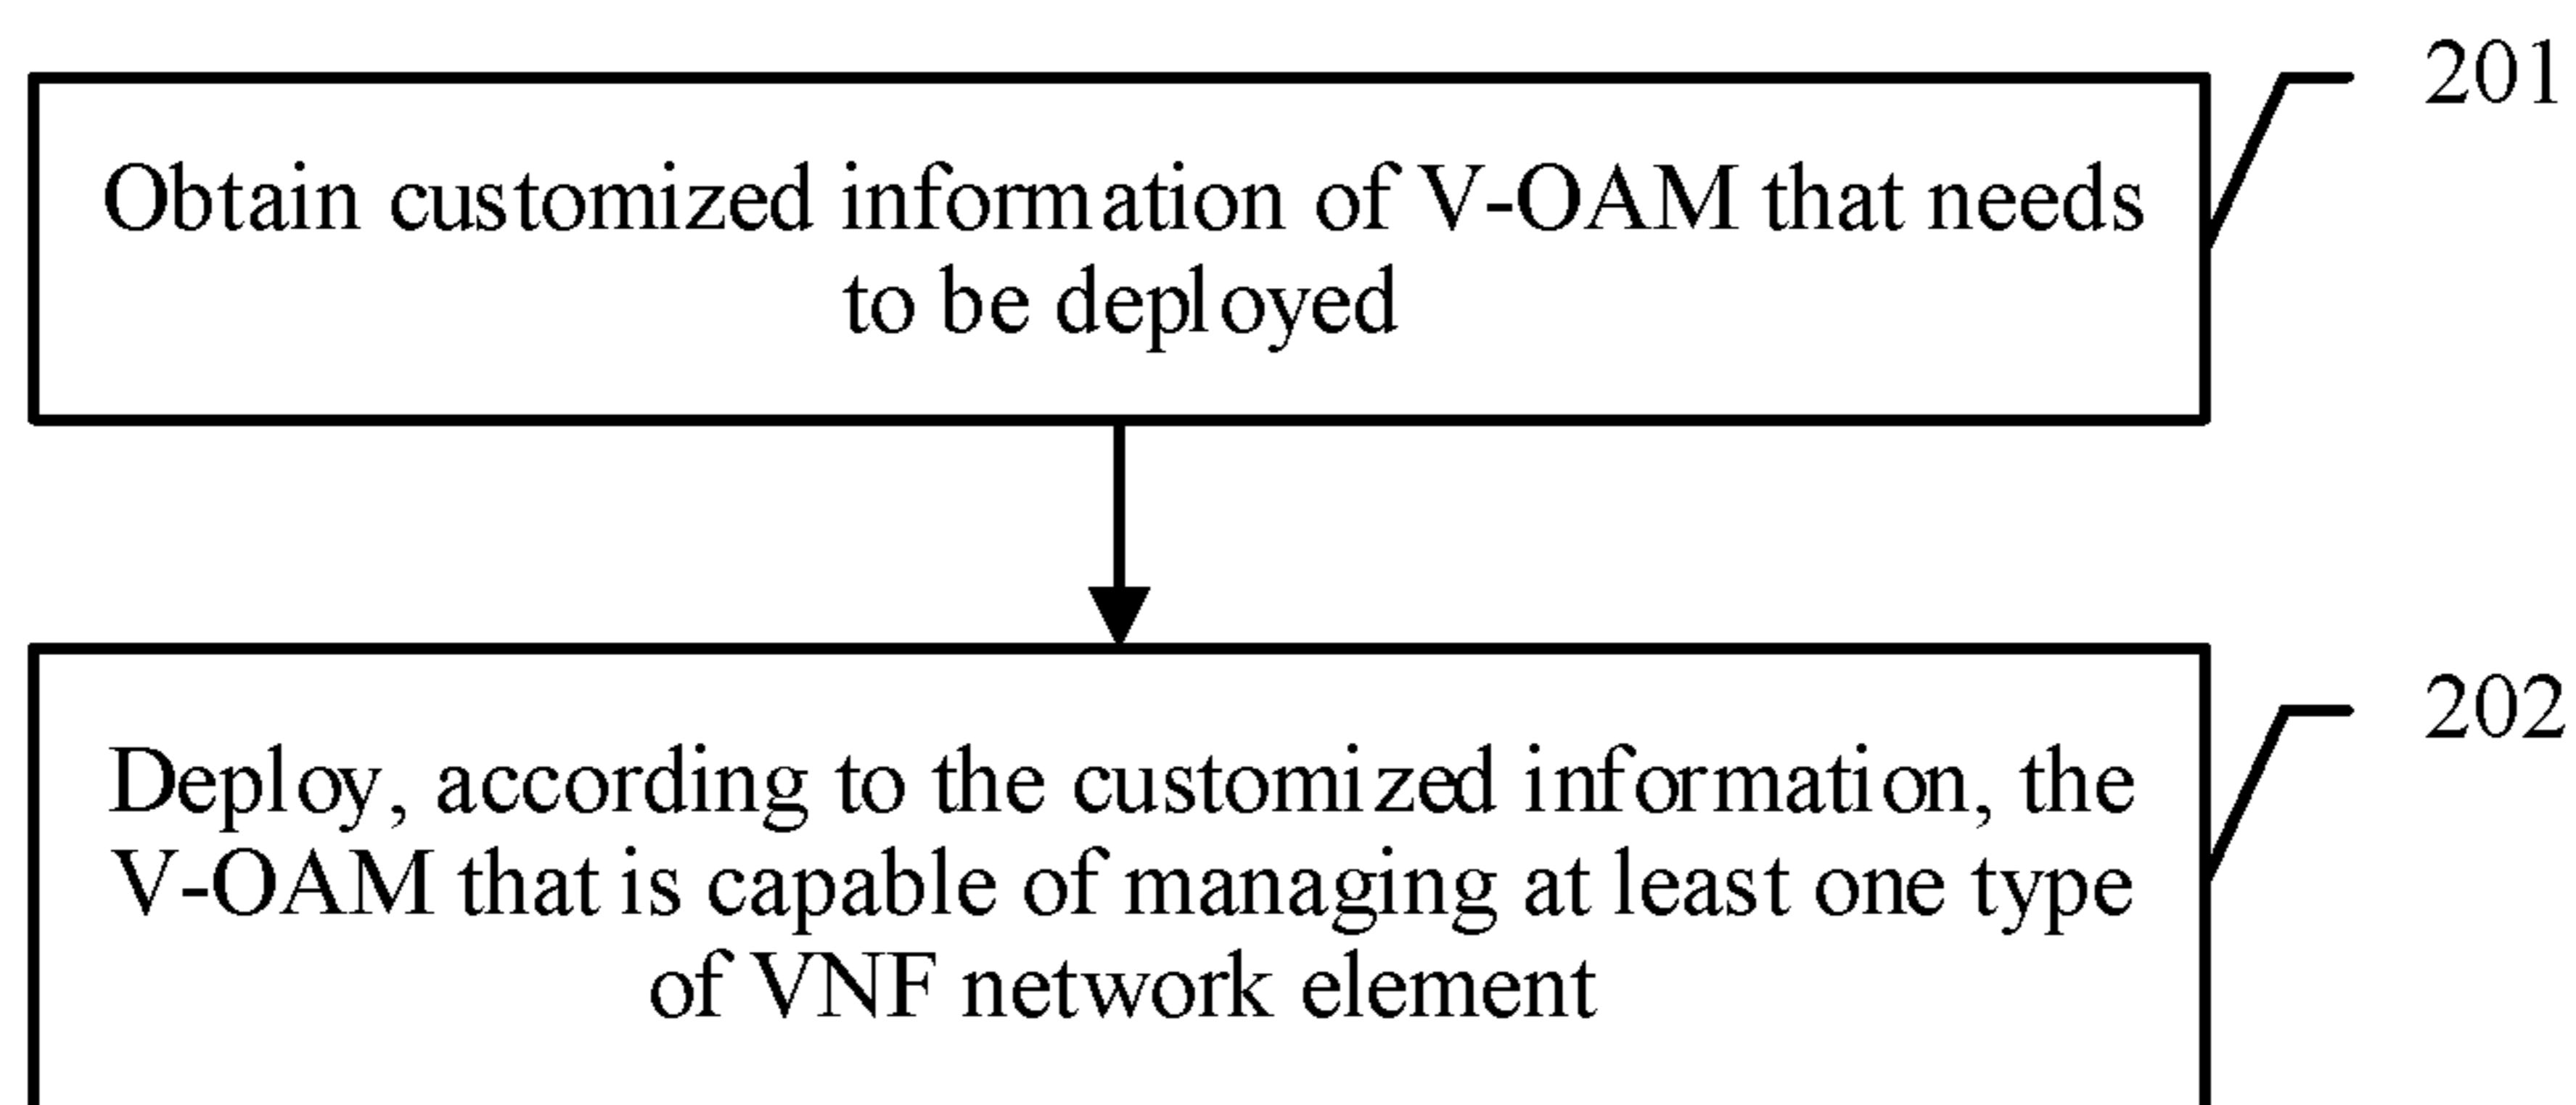 201
Obtain customized information of V-OAM that needs
to be deployed
202
Deploy, according to the customized information, the
V-OAM that is capable of managing at least one type
of VNF network element